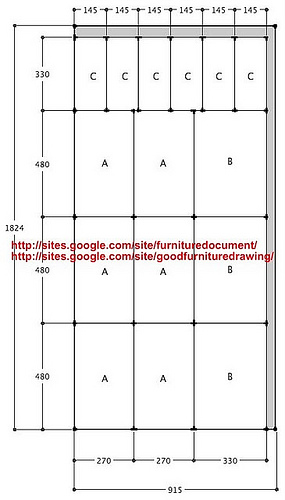 145 145 145 145 145 145
330
C C C C C C
480
A A B
1824
http://sites.google.com/site/furnituredocument/
http://sites.google.com/site/goodfurnituredrawing/
480
A A B
480
A A B
270 270 330
915